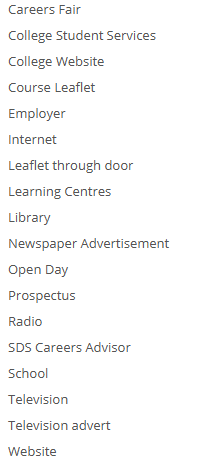 Careers Fair
College Student Services
College Website
Course Leaflet
Employer
Internet
Leaflet through door
Learning Centres
Library
Newspaper Advertisement
Open Day
Prospectus
Radio
SDS Careers Advisor
School
Television
Television advert
Website